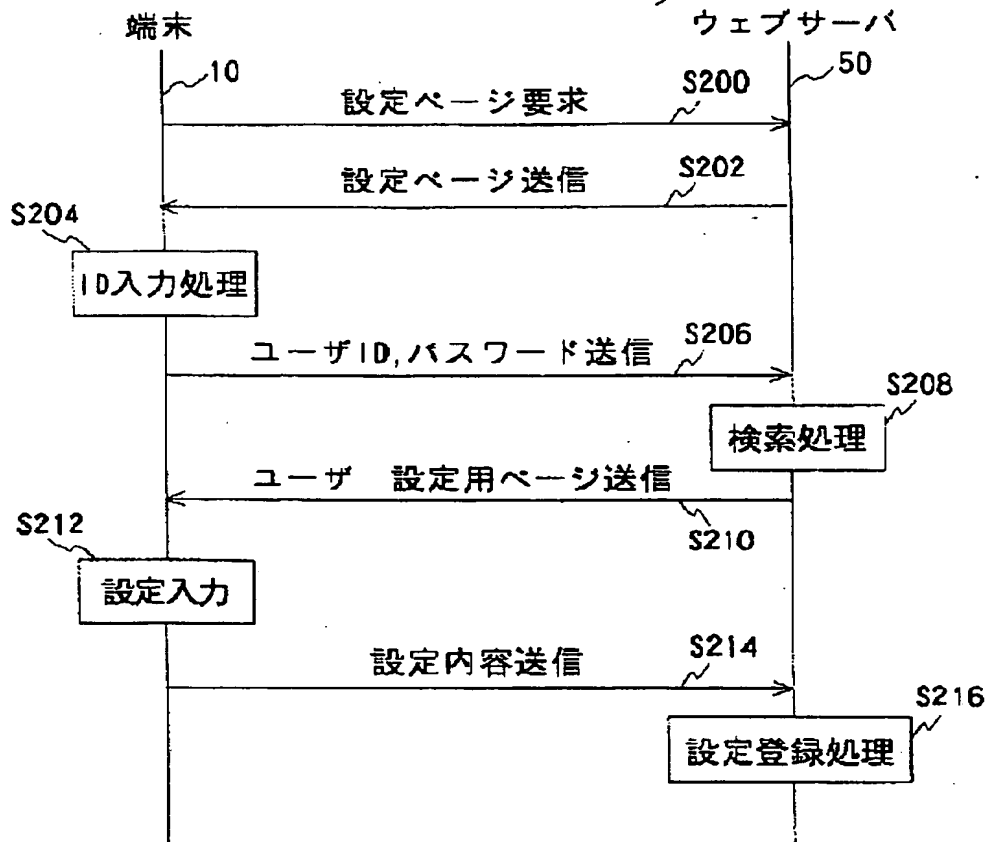 端末
ウェブサーバ
10
50
設定ページ要求
S200
設定ページ送信
S202
S204
ID入力処理
ユーザID,パスワード送信
S206
S208
検索処理
ユーザ 設定用ページ送信
S210
S212
設定入力
設定内容送信
S214
S216
設定登録処理